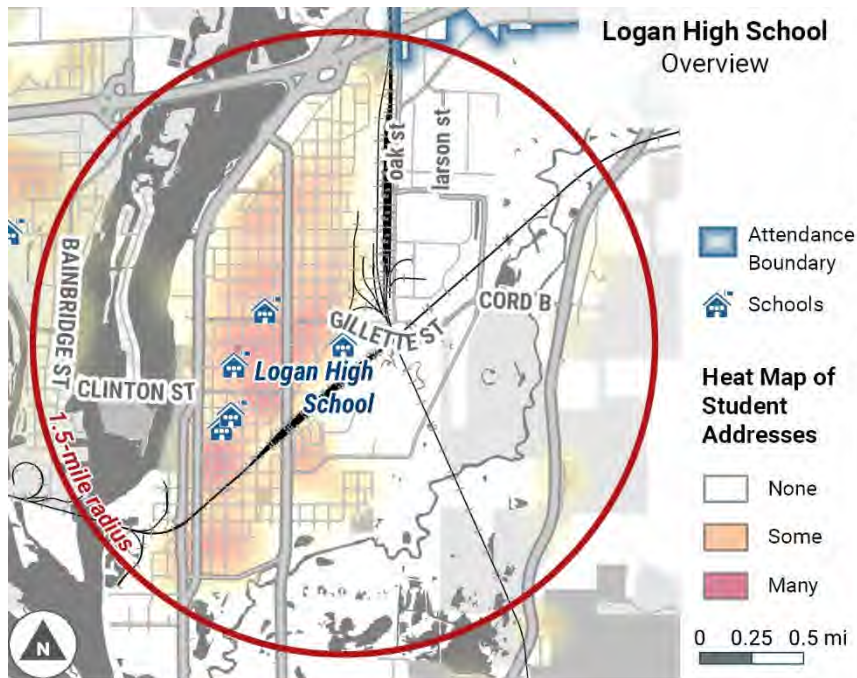 Logan High School
Overview
oak st
larson st
BAINBRIDGE ST
CORD B
GILLETTE ST
CLINTON ST
Logan High
School
1.5-mile radius
N
Attendance
Boundary
Schools
Heat Map of
Student
Addresses
None
Some
Many
0 0.25 0.5 mi